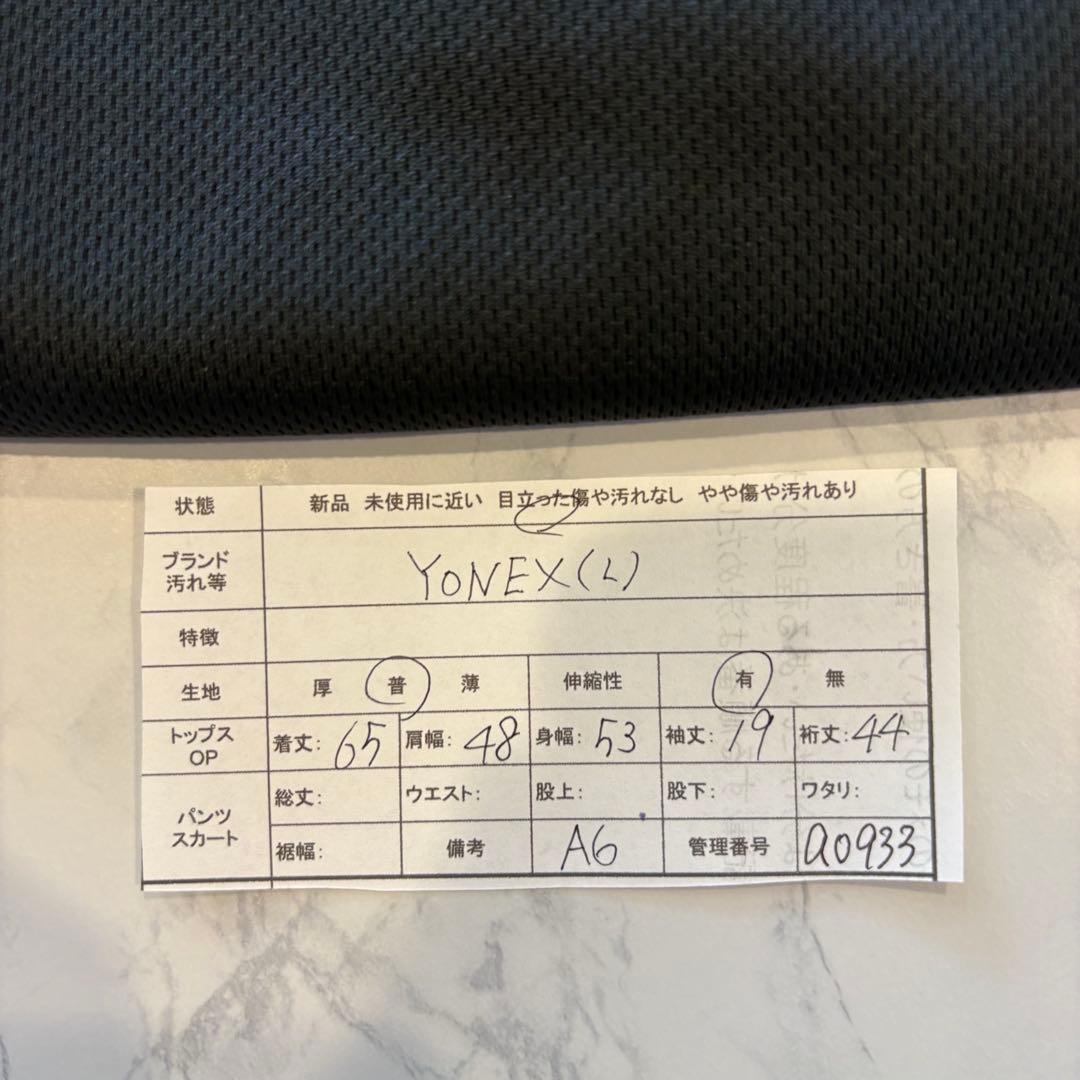 状態 新品 未使用に近い 目立った傷や汚れなし やや傷や汚れあり
ブランド
汚れ等 YONEX(L)
特徴
生地 厚 普 薄 伸縮性 有 無
トップス
OP 着丈: 65 肩幅: 48 身幅: 53 袖丈: 19 裄丈: 44
パンツ
スカート 総丈: ウエスト: 股上: 股下: ワタリ:
裾幅: 備考 A6 管理番号 a0933